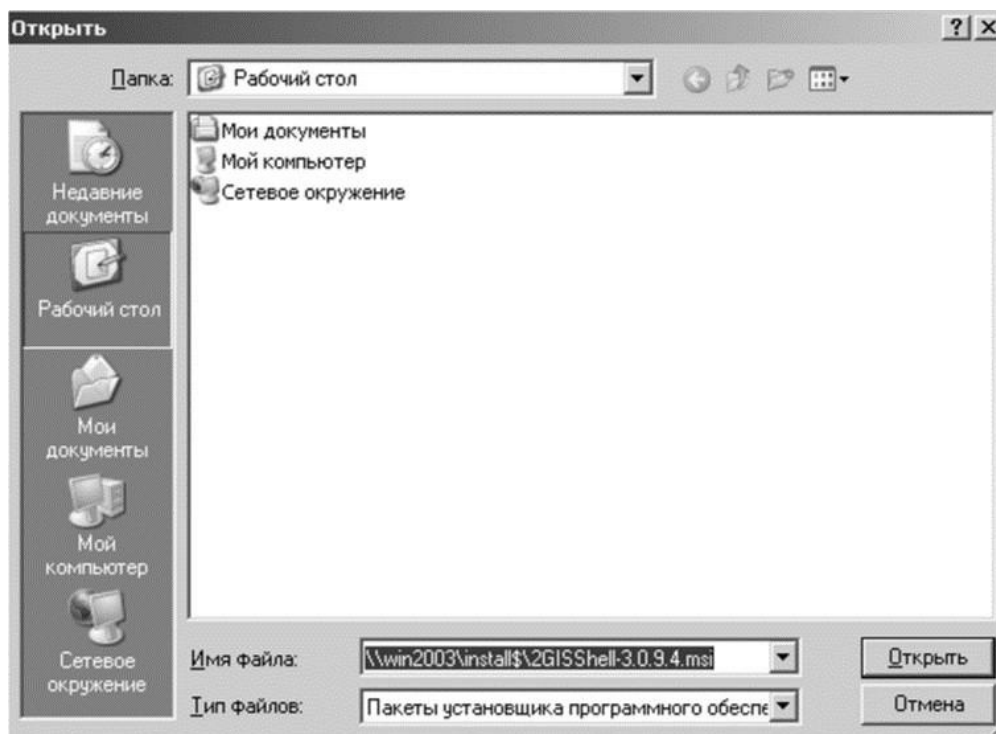 Открыть
Папка: Рабочий стол
Недавние
документы
Рабочий стол
Мои
документы
Мой
компьютер
Сетевое
окружение
Мои документы
Мой компьютер
Сетевое окружение
Имя файла: \\win2003\install$\2GISShell-3.0.9.4.msi Открыть
Тип файлов: Пакеты установщика программного обеспе Отмена